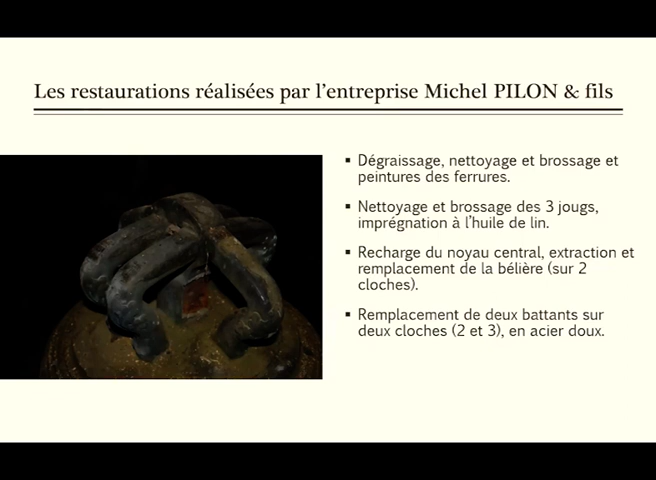 Les restaurations réalisées par l'entreprise Michel PILON & fils
▪ Dégraissage, nettoyage et brossage et
peintures des ferrures.
▪ Nettoyage et brossage des 3 jougs,
imprégnation à l'huile de lin.
▪ Recharge du noyau central, extraction et
remplacement de la bélière (sur 2
cloches).
▪ Remplacement de deux battants sur
deux cloches (2 et 3), en acier doux.